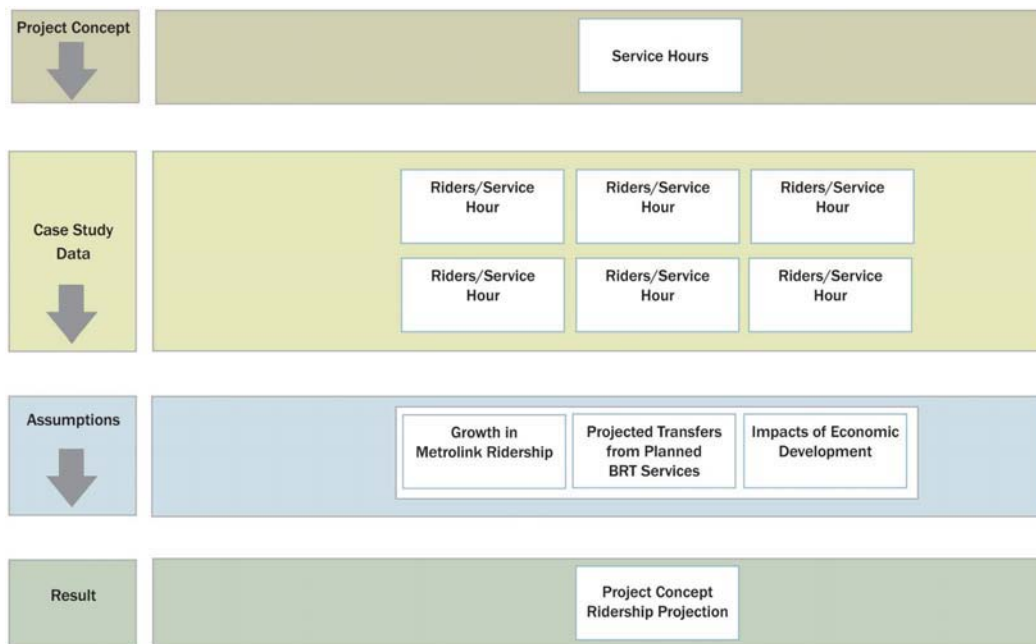 Project Concept
Service Hours
Case Study
Data
Riders/Service
Hour
Riders/Service
Hour
Riders/Service
Hour
Riders/Service
Hour
Riders/Service
Hour
Riders/Service
Hour
Assumptions
Growth in
Metrolink Ridership
Projected Transfers
from Planned
BRT Services
Impacts of Economic
Development
Result
Project Concept
Ridership Projection